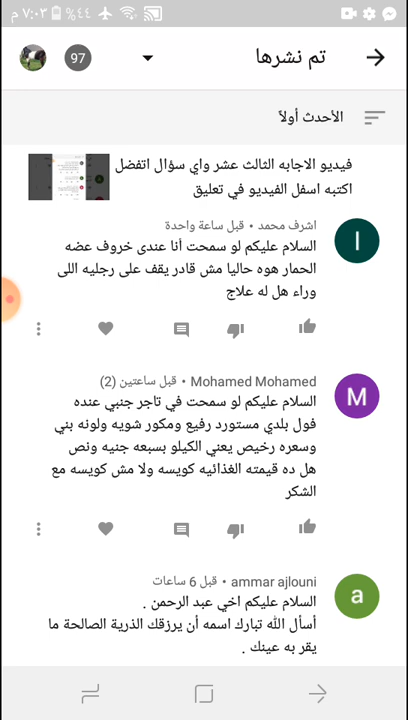 ٧:٠٣ م
٤٤٪
تم نشرها
97
الأحدث أولاً
فيديو الاجابه الثالث عشر واي سؤال اتفضل
اكتبه اسفل الفيديو في تعليق
اشرف محمد • قبل ساعة واحدة
السلام عليكم لو سمحت أنا عندى خروف عضه
الحمار هوه حاليا مش قادر يقف على رجليه اللى
وراء هل له علاج
Mohamed Mohamed • قبل ساعتين (2)
السلام عليكم لو سمحت في تاجر جنبي عنده
فول بلدي مستورد رفيع ومكور شويه ولونه بني
وسعره رخيص يعني الكيلو بسبعه جنيه ونص
هل ده قيمته الغذائيه كويسه ولا مش كويسه مع
الشكر
ammar ajlouni • قبل 6 ساعات
السلام عليكم اخي عبد الرحمن .
أسأل الله تبارك اسمه أن يرزقك الذرية الصالحة ما
يقر به عينك .